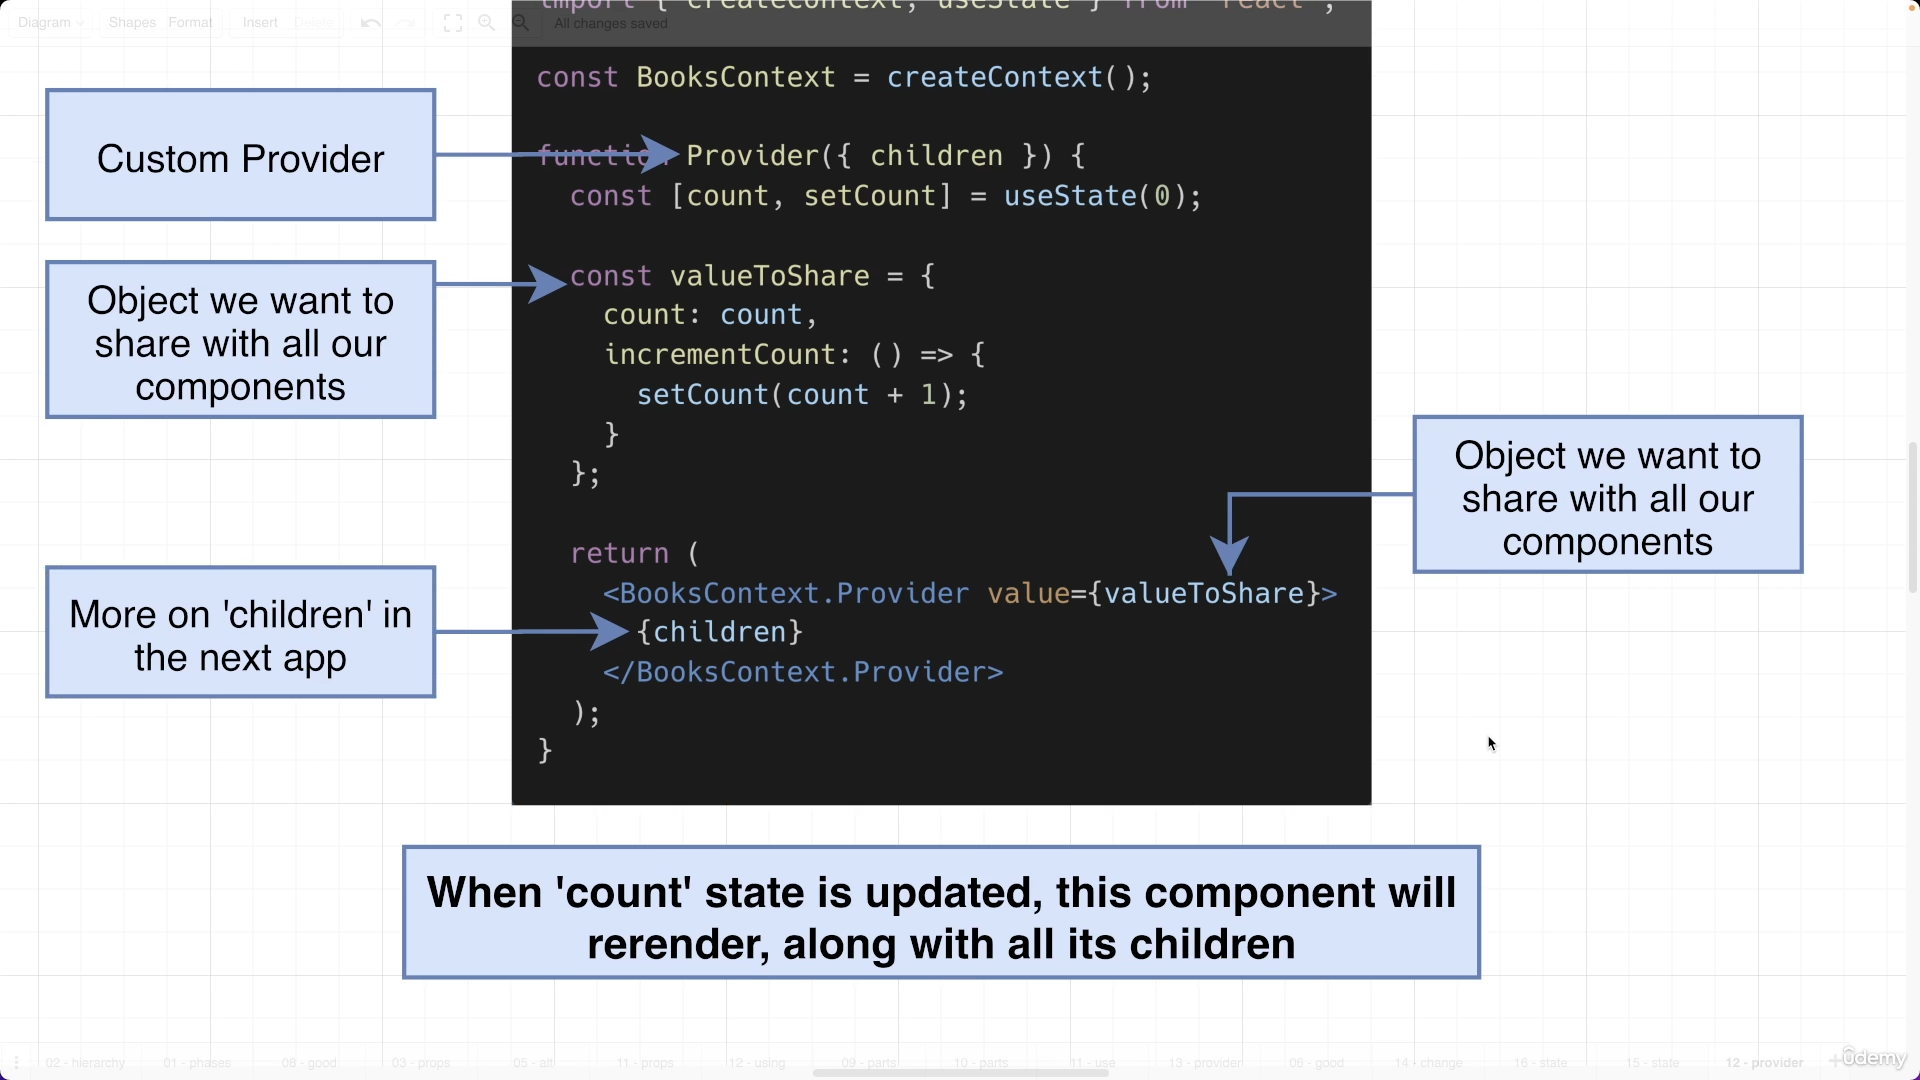 Diagram Shapes Format Insert Delete All changes saved
import { createContext, useState } from 'react';
const BooksContext = createContext();
function Provider({ children }) {
const [count, setCount] = useState(0);
const valueToShare = {
count: count,
incrementCount: () => {
setCount(count + 1);
}
};
return (
<BooksContext.Provider value={valueToShare}>
{children}
</BooksContext.Provider>
);
}
Custom Provider
Object we want to
share with all our
components
More on 'children' in
the next app
Object we want to
share with all our
components
When 'count' state is updated, this component will
rerender, along with all its children
02 - hierarchy 01 - phases 08 - good 03 - props 05 - alt 11 - props 12 - using 09 - parts 10 - parts 11 - use 13 - provider 06 - good 14 - change 16 - state 15 - state 12 - provider
ûdemy